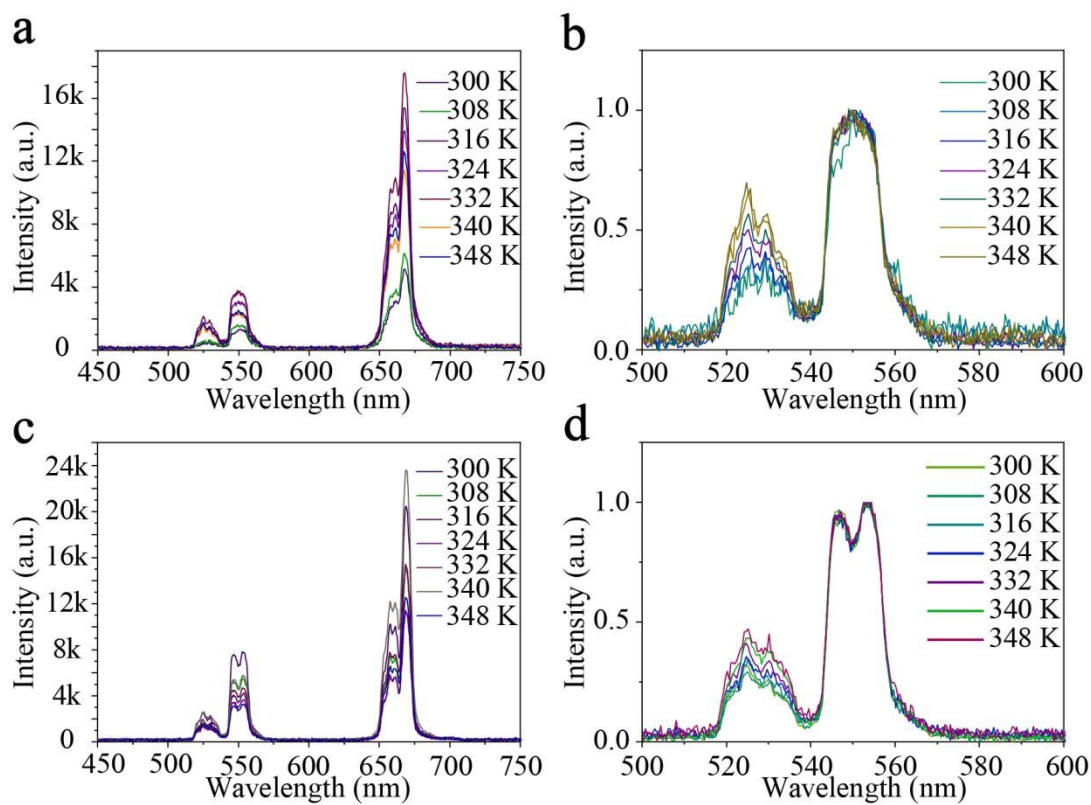 a
Intensity (a.u.)
16k
12k
8k
4k
0
450 500 550 600 650 700 750
Wavelength (nm)
300 K
308 K
316 K
324 K
332 K
340 K
348 K
b
Intensity (a.u.)
1.0
0.5
0.0
500 520 540 560 580 600
Wavelength (nm)
300 K
308 K
316 K
324 K
332 K
340 K
348 K
c
Intensity (a.u.)
24k
20k
16k
12k
8k
4k
0
450 500 550 600 650 700 750
Wavelength (nm)
300 K
308 K
316 K
324 K
332 K
340 K
348 K
d
Intensity (a.u.)
1.0
0.5
0.0
500 520 540 560 580 600
Wavelength (nm)
300 K
308 K
316 K
324 K
332 K
340 K
348 K